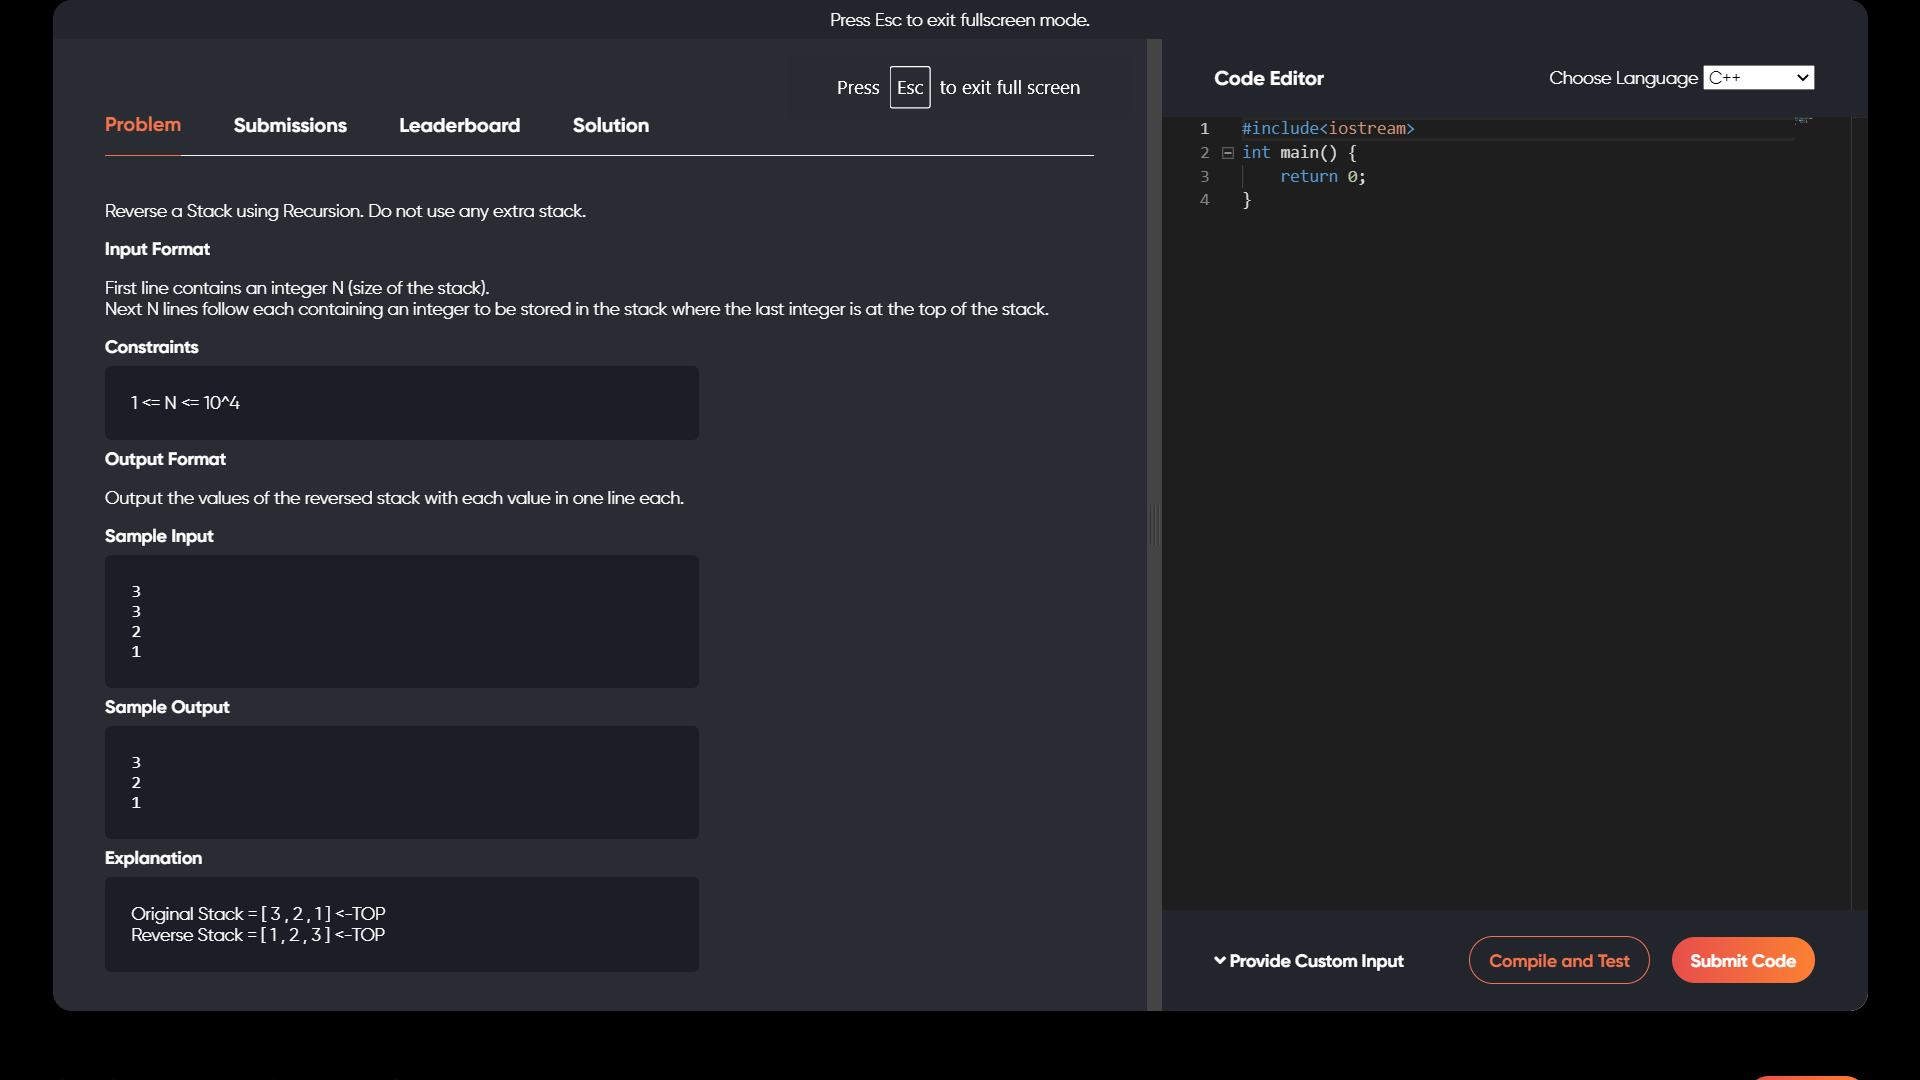 Press Esc to exit fullscreen mode.
Press Esc to exit full screen
Problem Submissions Leaderboard Solution
Reverse a Stack using Recursion. Do not use any extra stack.
Input Format
First line contains an integer N (size of the stack).
Next N lines follow each containing an integer to be stored in the stack where the last integer is at the top of the stack.
Constraints
1 <= N <= 10^4
Output Format
Output the values of the reversed stack with each value in one line each.
Sample Input
3
3
2
1
Sample Output
3
2
1
Explanation
Original Stack = [ 3 , 2 , 1 ] <-TOP
Reverse Stack = [ 1 , 2 , 3 ] <-TOP
Code Editor
Choose Language C++
1 #include<iostream>
2 int main() {
3     return 0;
4 }
Provide Custom Input
Compile and Test
Submit Code